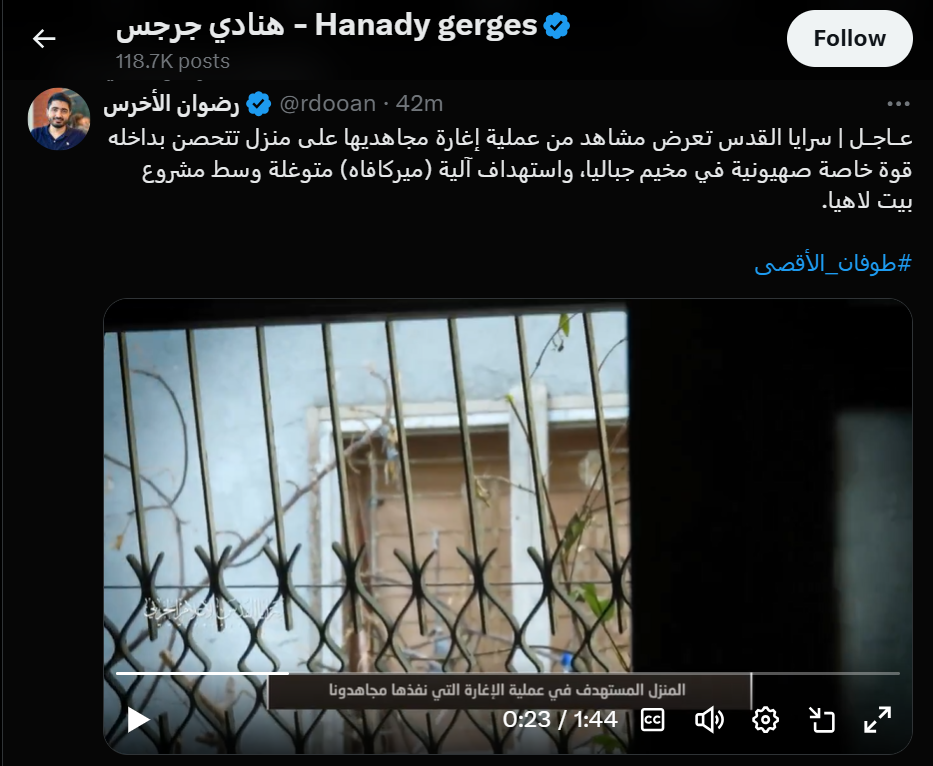 هنادي جرجس - Hanady gerges
118.7K posts
Follow
رضوان الأخرس @rdooan · 42m
عـاجـل | سرايا القدس تعرض مشاهد من عملية إغارة مجاهديها على منزل تتحصن بداخله
قوة خاصة صهيونية في مخيم جباليا، واستهداف آلية (ميركافاه) متوغلة وسط مشروع
بيت لاهيا.
#طوفان_الأقصى
المنزل المستهدف في عملية الإغارة التي نفذها مجاهدونا
0:23 / 1:44
CC